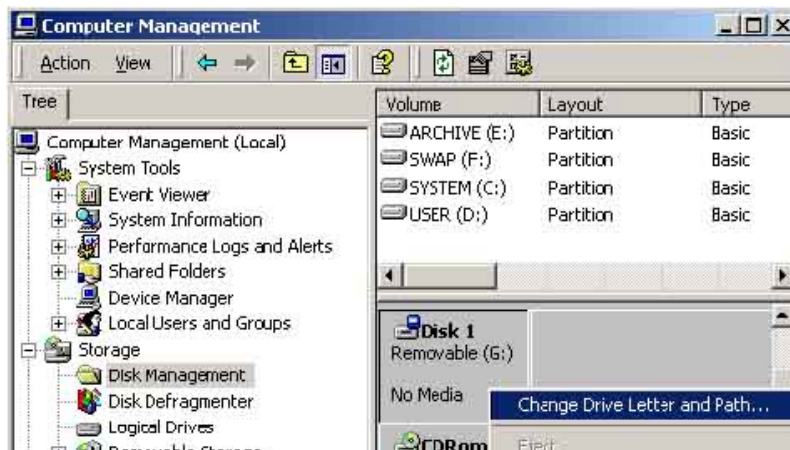 Computer Management
Action View
Tree
Computer Management (Local)
System Tools
Event Viewer
System Information
Performance Logs and Alerts
Shared Folders
Device Manager
Local Users and Groups
Storage
Disk Management
Disk Defragmenter
Logical Drives
Removable Storage
Volume Layout Type
ARCHIVE (E:) Partition Basic
SWAP (F:) Partition Basic
SYSTEM (C:) Partition Basic
USER (D:) Partition Basic
Disk 1
Removable (G:)
No Media
Change Drive Letter and Path...
CDRom
Eject